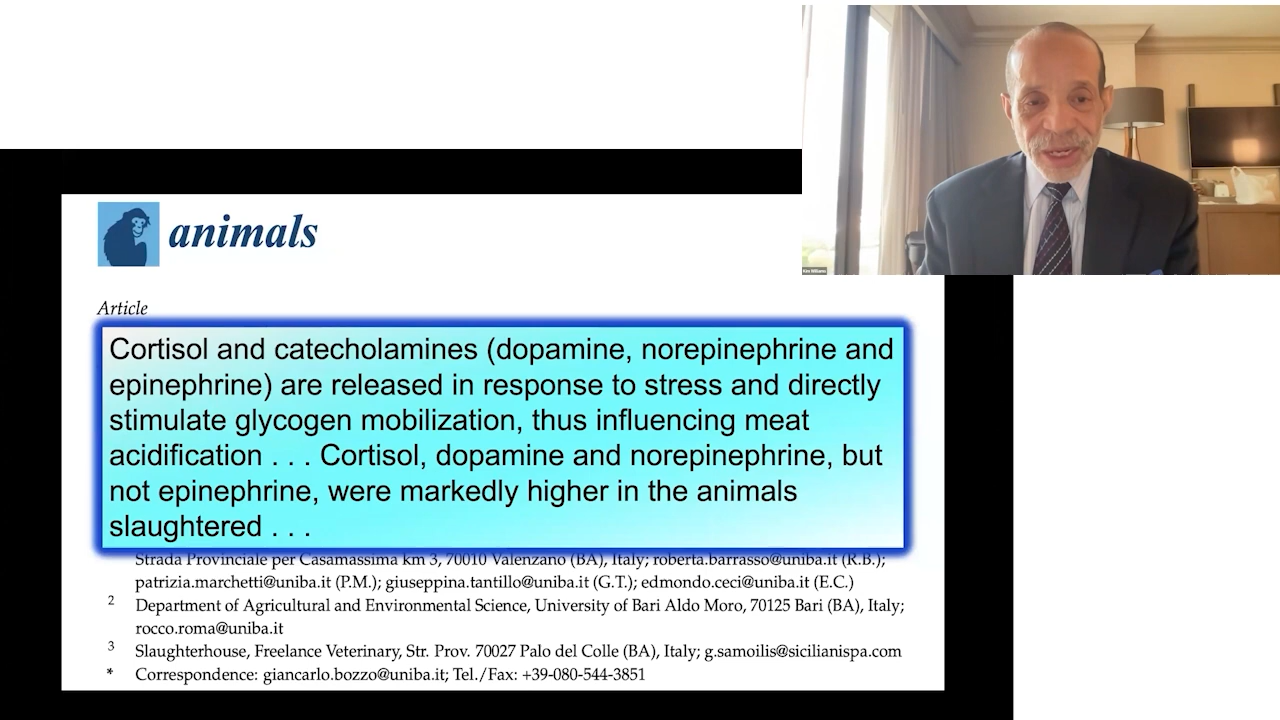 animals
Article
Cortisol and catecholamines (dopamine, norepinephrine and
epinephrine) are released in response to stress and directly
stimulate glycogen mobilization, thus influencing meat
acidification . . . Cortisol, dopamine and norepinephrine, but
not epinephrine, were markedly higher in the animals
slaughtered . . .
Strada Provinciale per Casamassima km 3, 70010 Valenzano (BA), Italy; roberta.barrasso@uniba.it (R.B.);
patrizia.marchetti@uniba.it (P.M.); giuseppina.tantillo@uniba.it (G.T.); edmondo.ceci@uniba.it (E.C.)
2 Department of Agricultural and Environmental Science, University of Bari Aldo Moro, 70125 Bari (BA), Italy;
rocco.roma@uniba.it
3 Slaughterhouse, Freelance Veterinary, Str. Prov. 70027 Palo del Colle (BA), Italy; g.samoilis@sicilianispa.com
* Correspondence: giancarlo.bozzo@uniba.it; Tel./Fax: +39-080-544-3851
Kim Williams